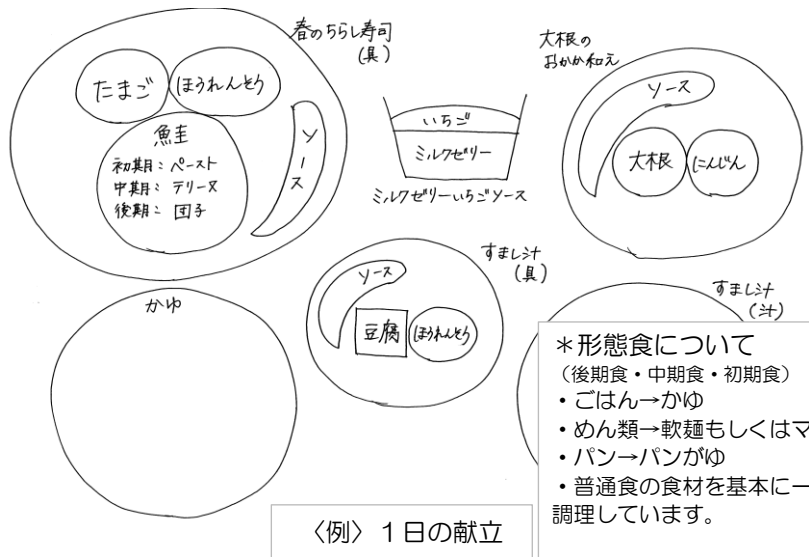 春のちらし寿司
(具)
たまご
ほうれんそう
鮭
初期：ペースト
中期：テリーヌ
後期：団子
ソース
いちご
ミルクゼリー
ミルクゼリーいちごソース
大根の
おかか和え
ソース
大根
にんじん
かゆ
すまし汁
(具)
ソース
豆腐
ほうれんそう
すまし汁
(汁)
＊形態食について
（後期食・中期食・初期食）
・ごはん→かゆ
・めん類→軟麺もしくはマ
・パン→パンがゆ
・普通食の食材を基本に一
調理しています。
〈例〉１日の献立